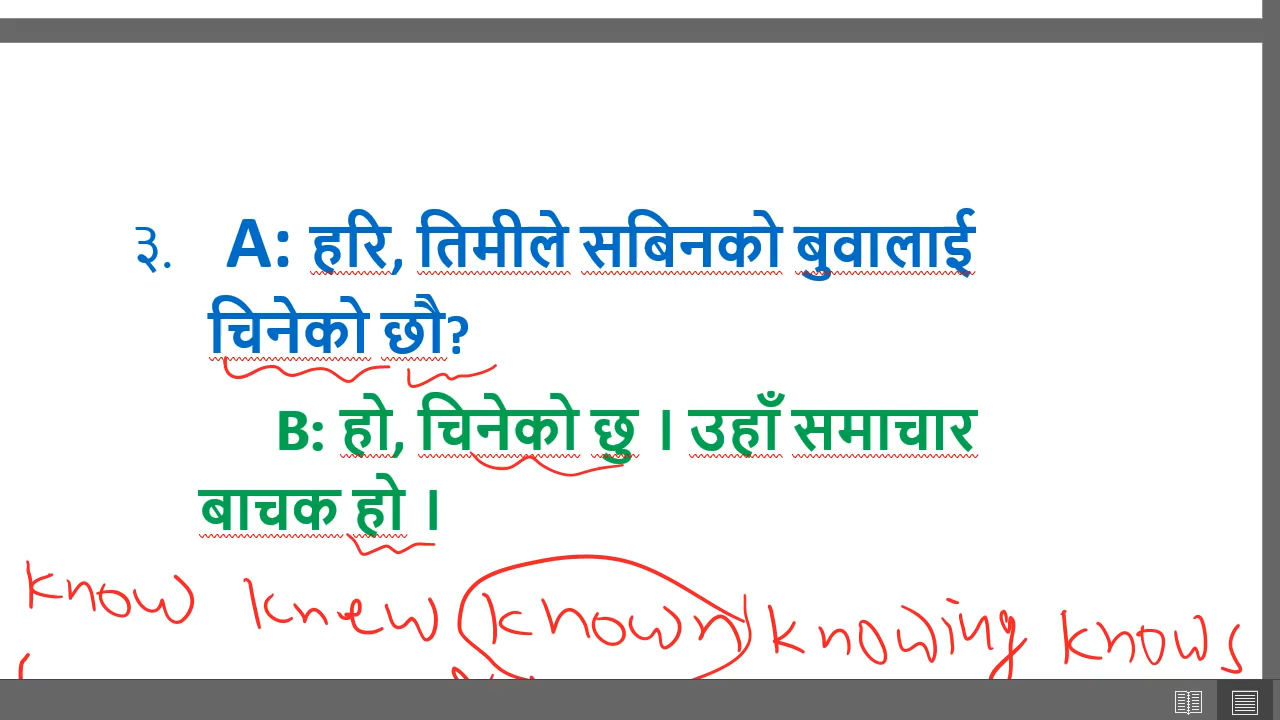 ३. A: हरि, तिमीले सबिनको बुवालाई
चिनेको छौ?
B: हो, चिनेको छु । उहाँ समाचार
बाचक हो ।
know knew known knowing knows